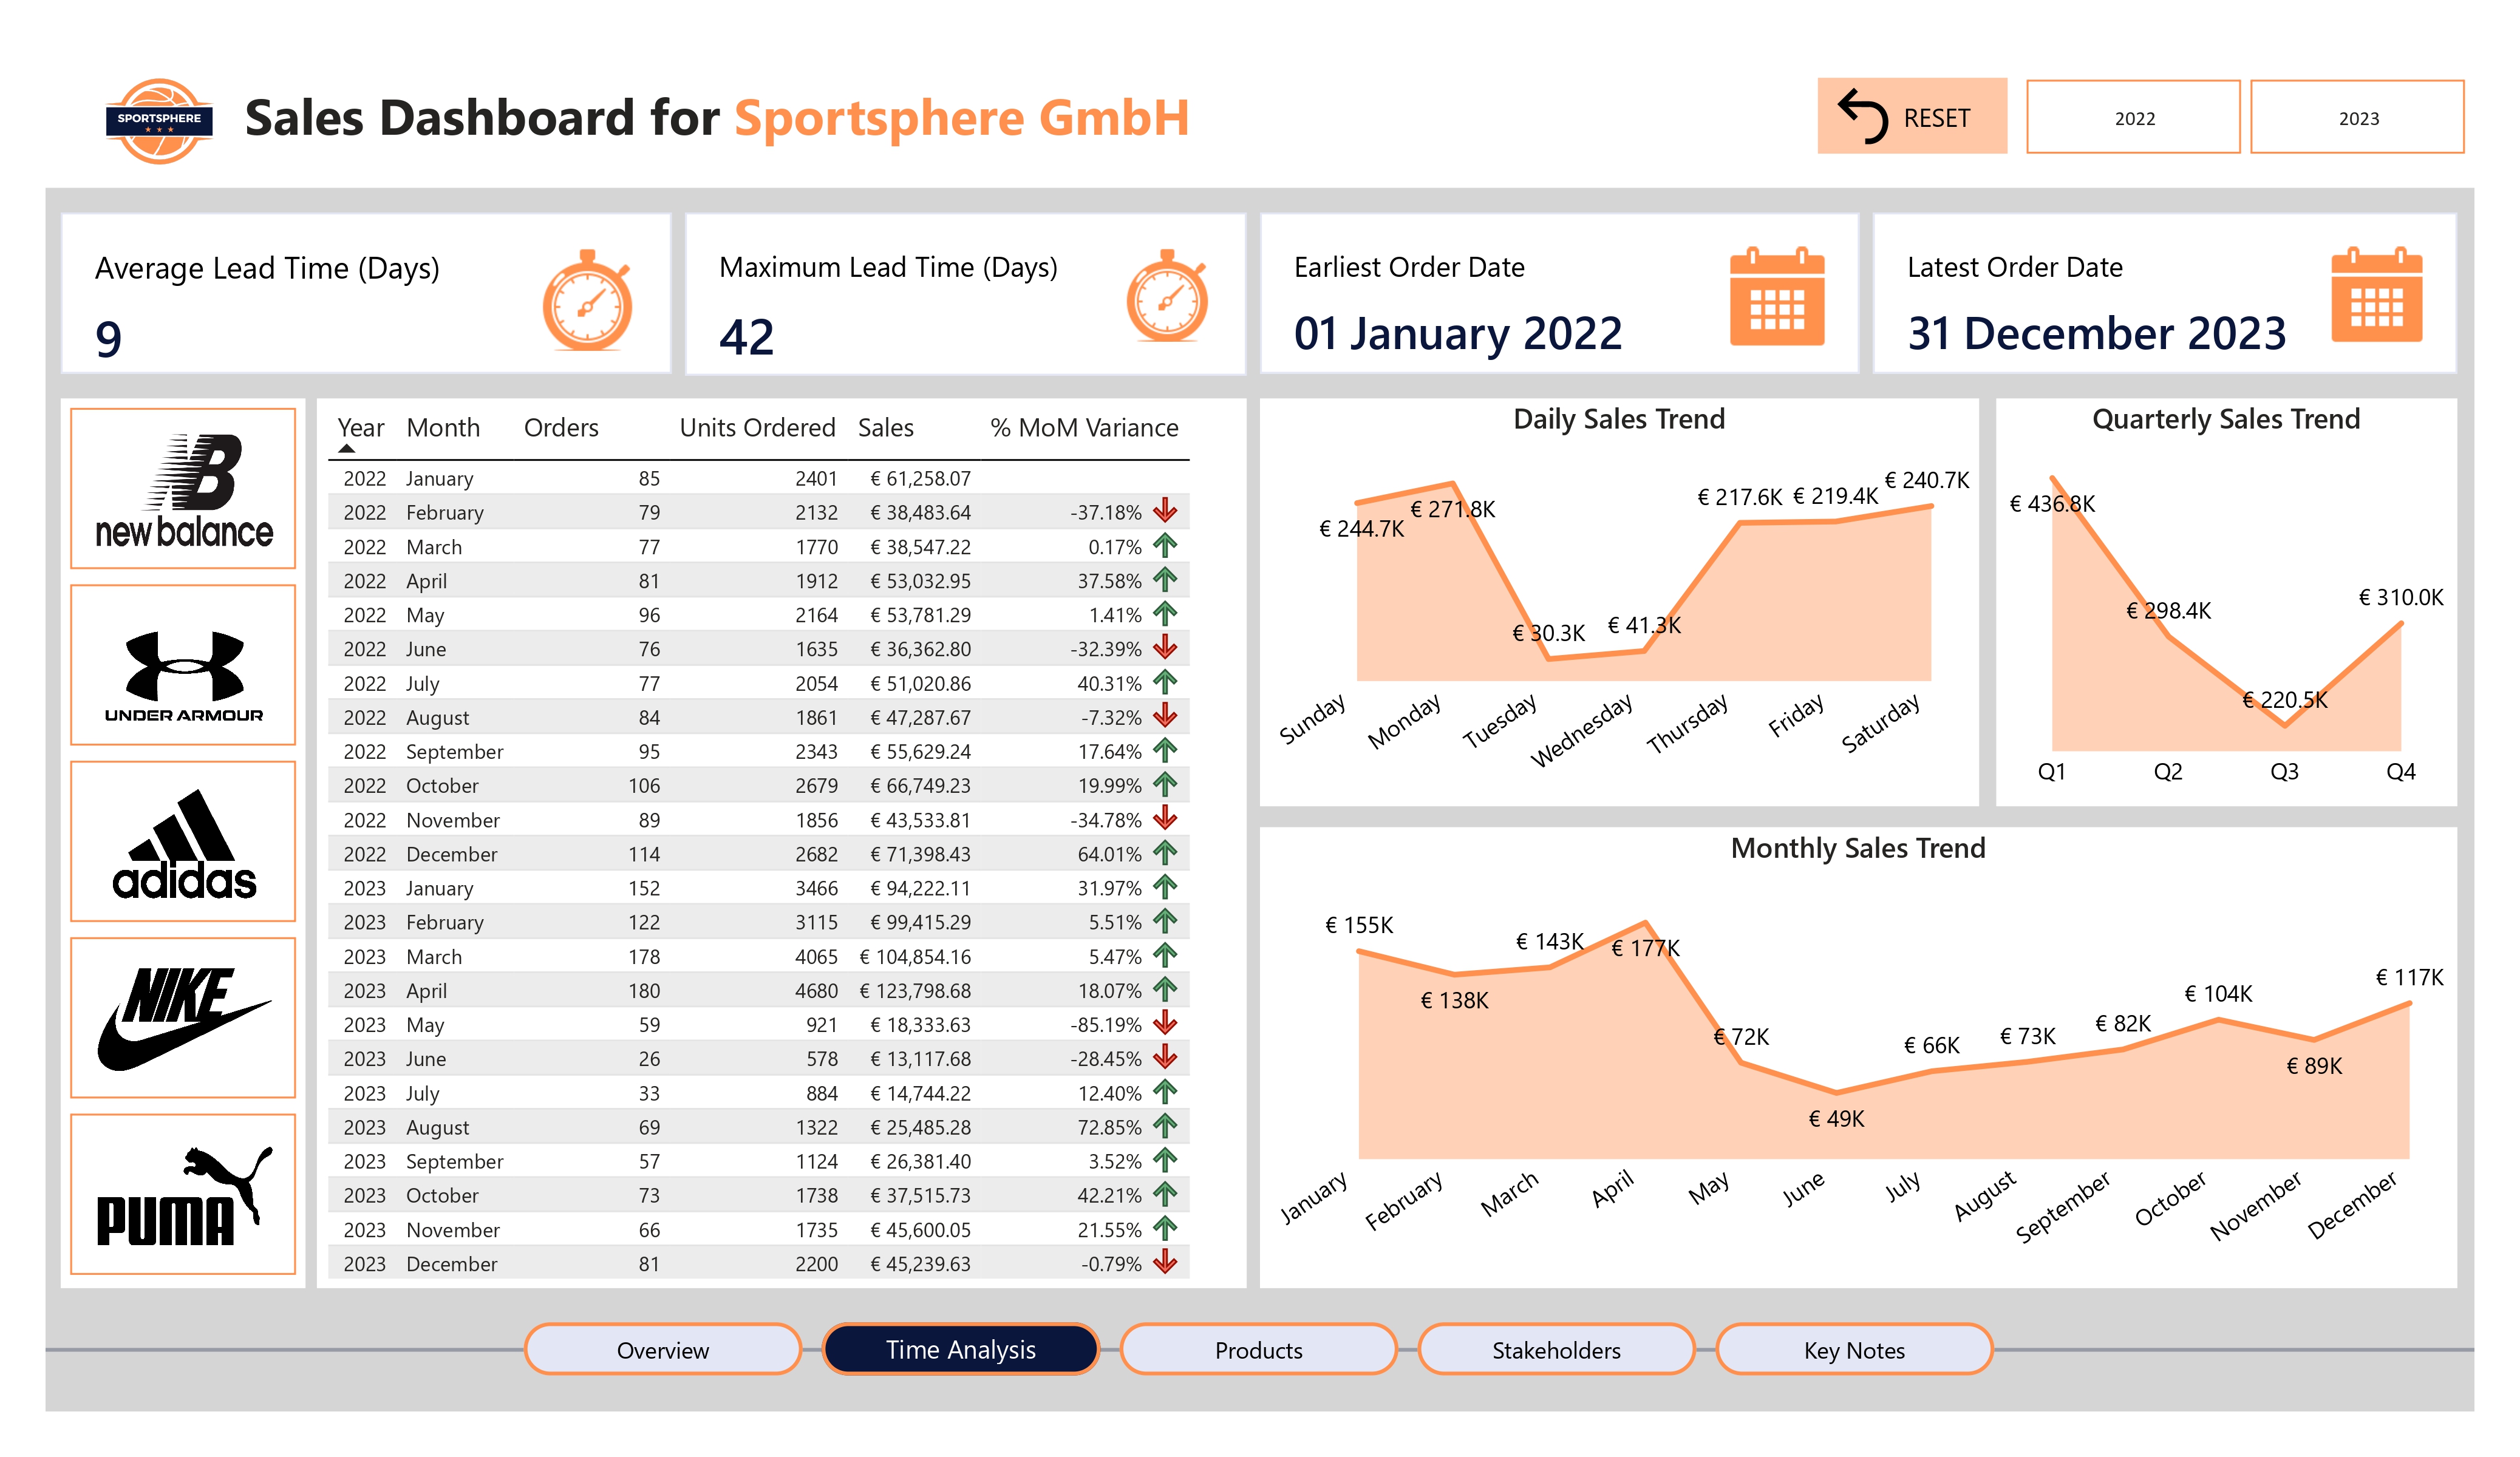 SPORTSPHERE
Sales Dashboard for Sportsphere GmbH
RESET
2022
2023
Average Lead Time (Days)
9
Maximum Lead Time (Days)
42
Earliest Order Date
01 January 2022
Latest Order Date
31 December 2023
new balance
UNDER ARMOUR
adidas
NIKE
PUMA
Year Month Orders Units Ordered Sales % MoM Variance
2022 January 85 2401 € 61,258.07
2022 February 79 2132 € 38,483.64 -37.18%
2022 March 77 1770 € 38,547.22 0.17%
2022 April 81 1912 € 53,032.95 37.58%
2022 May 96 2164 € 53,781.29 1.41%
2022 June 76 1635 € 36,362.80 -32.39%
2022 July 77 2054 € 51,020.86 40.31%
2022 August 84 1861 € 47,287.67 -7.32%
2022 September 95 2343 € 55,629.24 17.64%
2022 October 106 2679 € 66,749.23 19.99%
2022 November 89 1856 € 43,533.81 -34.78%
2022 December 114 2682 € 71,398.43 64.01%
2023 January 152 3466 € 94,222.11 31.97%
2023 February 122 3115 € 99,415.29 5.51%
2023 March 178 4065 € 104,854.16 5.47%
2023 April 180 4680 € 123,798.68 18.07%
2023 May 59 921 € 18,333.63 -85.19%
2023 June 26 578 € 13,117.68 -28.45%
2023 July 33 884 € 14,744.22 12.40%
2023 August 69 1322 € 25,485.28 72.85%
2023 September 57 1124 € 26,381.40 3.52%
2023 October 73 1738 € 37,515.73 42.21%
2023 November 66 1735 € 45,600.05 21.55%
2023 December 81 2200 € 45,239.63 -0.79%
Daily Sales Trend
€ 244.7K € 271.8K € 30.3K € 41.3K € 217.6K € 219.4K € 240.7K
Sunday Monday Tuesday Wednesday Thursday Friday Saturday
Quarterly Sales Trend
€ 436.8K € 298.4K € 220.5K € 310.0K
Q1 Q2 Q3 Q4
Monthly Sales Trend
€ 155K € 138K € 143K € 177K € 72K € 49K € 66K € 73K € 82K € 104K € 89K € 117K
January February March April May June July August September October November December
Overview
Time Analysis
Products
Stakeholders
Key Notes